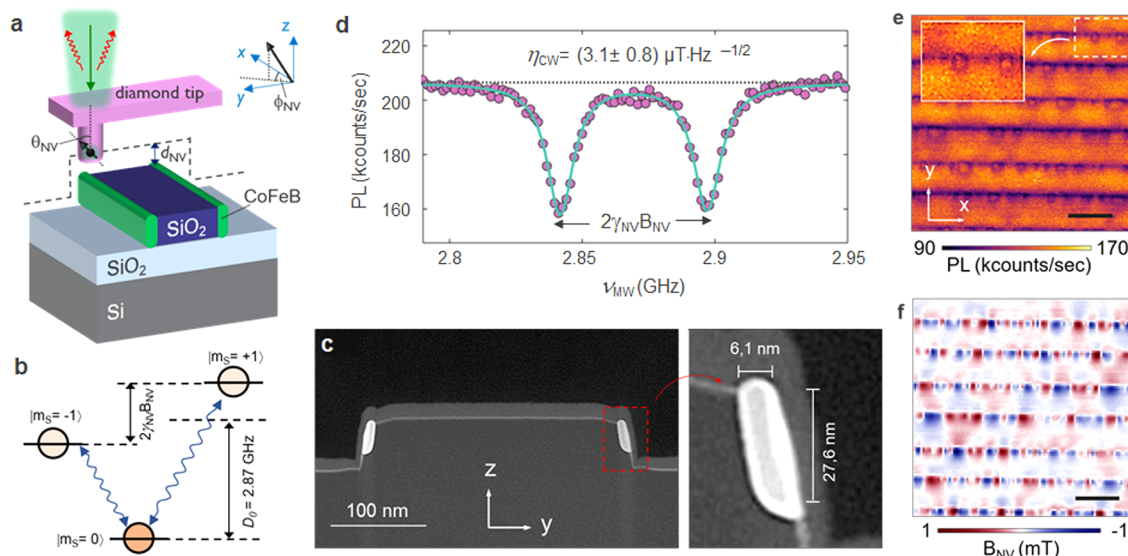 a
z
x
y
ϕNV
diamond tip
θNV
dNV
CoFeB
SiO2
SiO2
Si
b
|mS= +1⟩
2γNVBNV
|mS= -1⟩
D0 = 2.87 GHz
|mS= 0⟩
d
220
200
180
160
PL (kcounts/sec)
ηCW= (3.1± 0.8) µT·Hz −1/2
2γNVBNV
2.8
2.85
2.9
2.95
νMW (GHz)
c
z
y
100 nm
6,1 nm
27,6 nm
e
y
x
90
170
PL (kcounts/sec)
f
1
-1
BNV (mT)